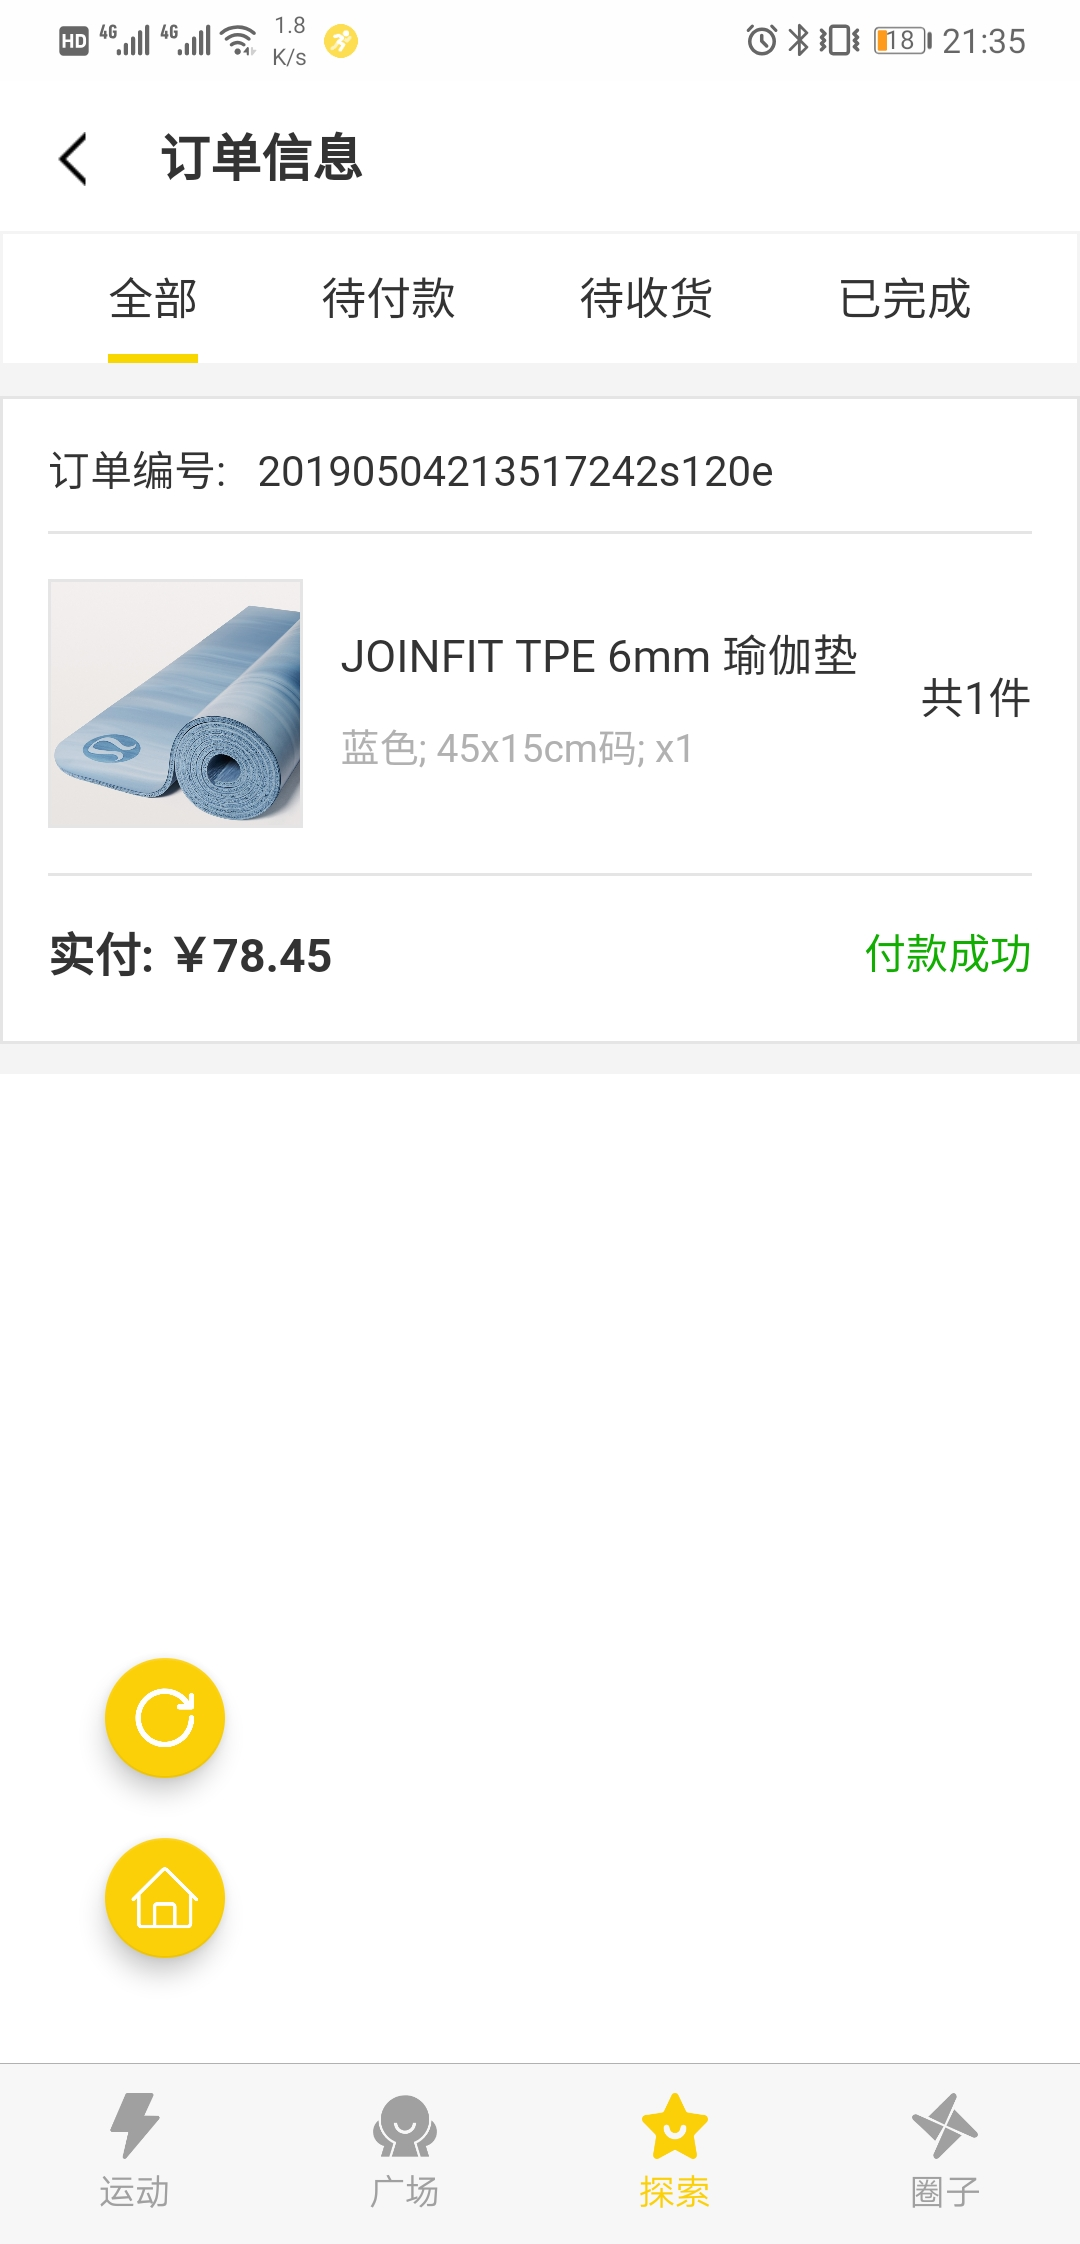 HD 4G 4G 1.8 K/s 18 21:35
订单信息
全部 待付款 待收货 已完成
订单编号: 20190504213517242s120e
JOINFIT TPE 6mm 瑜伽垫
共1件
蓝色; 45x15cm码; x1
实付: ￥78.45 付款成功
运动 广场 探索 圈子